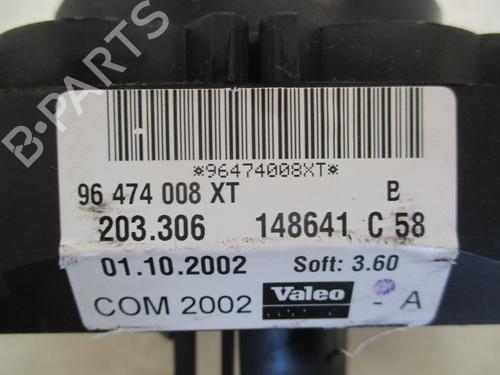 B-PARTS
*96474008XT*
96 474 008 XT B
203.306 148641 C 58
01.10.2002 Soft: 3.60
COM 2002 Valeo - A